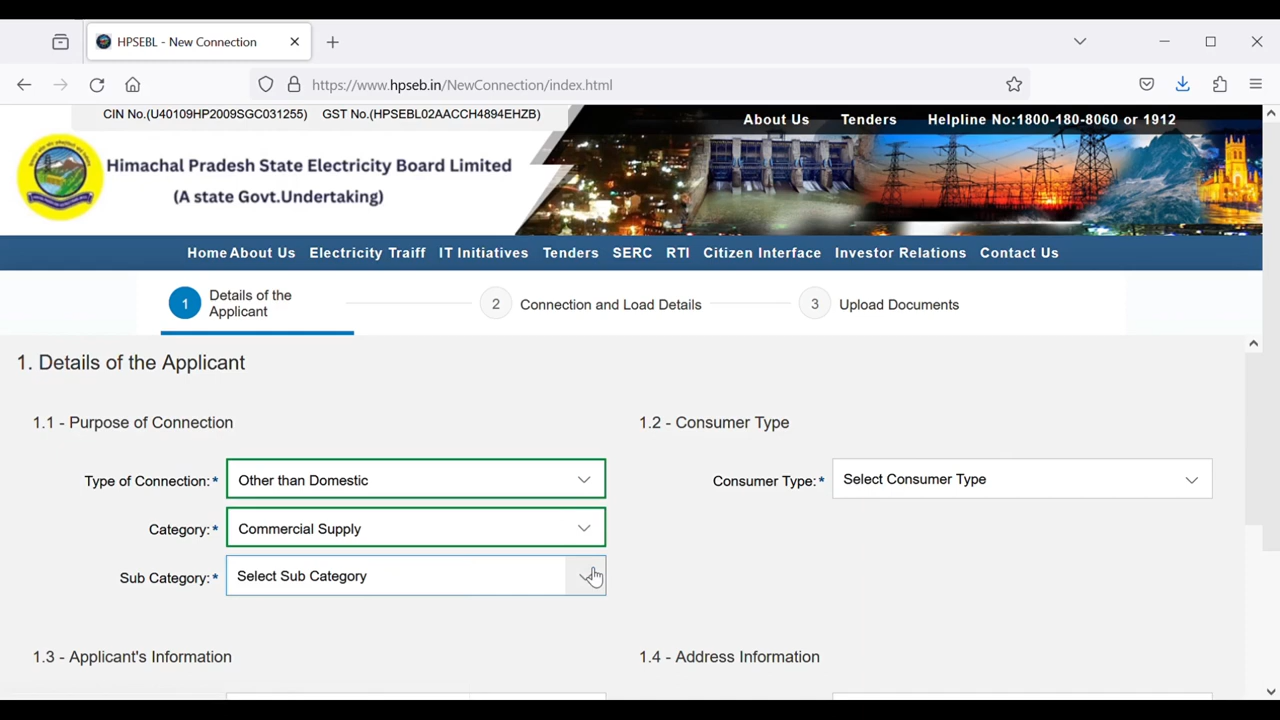 HPSEBL - New Connection
https://www.hpseb.in/NewConnection/index.html
CIN No.(U40109HP2009SGC031255) GST No.(HPSEBL02AACCH4894EHZB)
About Us Tenders Helpline No:1800-180-8060 or 1912
Himachal Pradesh State Electricity Board Limited
(A state Govt.Undertaking)
Home About Us Electricity Traiff IT Initiatives Tenders SERC RTI Citizen Interface Investor Relations Contact Us
1 Details of the
Applicant
2 Connection and Load Details
3 Upload Documents
1. Details of the Applicant
1.1 - Purpose of Connection
Type of Connection:* Other than Domestic
Category:* Commercial Supply
Sub Category:* Select Sub Category
1.2 - Consumer Type
Consumer Type:* Select Consumer Type
1.3 - Applicant's Information
1.4 - Address Information